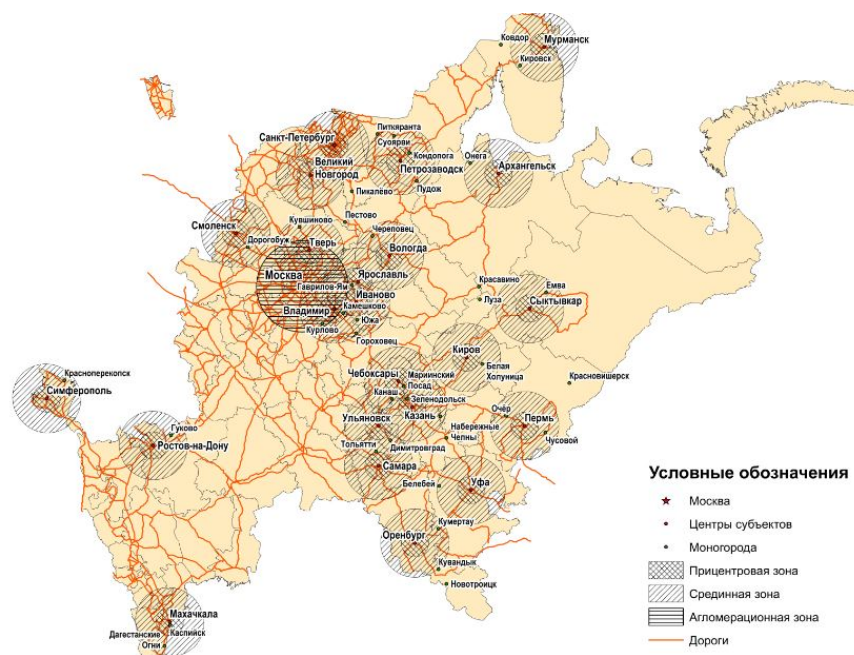 Ковдор
Мурманск
Кировск
Санкт-Петербург
Питкяранта
Суоярви
Кондопога
Петрозаводск
Онега
Архангельск
Великий
Новгород
Пудож
Пикалёво
Смоленск
Кувшиново
Пестово
Дорогобуж
Тверь
Череповец
Вологда
Москва
Ярославль
Гаврилов-Ям
Иваново
Владимир
Камешково
Южа
Курлово
Гороховец
Красавино
Емва
Луза
Сыктывкар
Киров
Белая
Холуница
Красновишерск
Чебоксары
Мариинский
Посад
Канаш
Зеленодольск
Казань
Очёр
Пермь
Чусовой
Красноперекопск
Симферополь
Гуково
Ростов-на-Дону
Ульяновск
Набережные
Челны
Тольятти
Димитровград
Самара
Белебей
Уфа
Кумертау
Оренбург
Кувандык
Новотроицк
Махачкала
Дагестанские
Огни
Каспийск
Условные обозначения
Москва
Центры субъектов
Моногорода
Прицентровая зона
Срединная зона
Агломерационная зона
Дороги